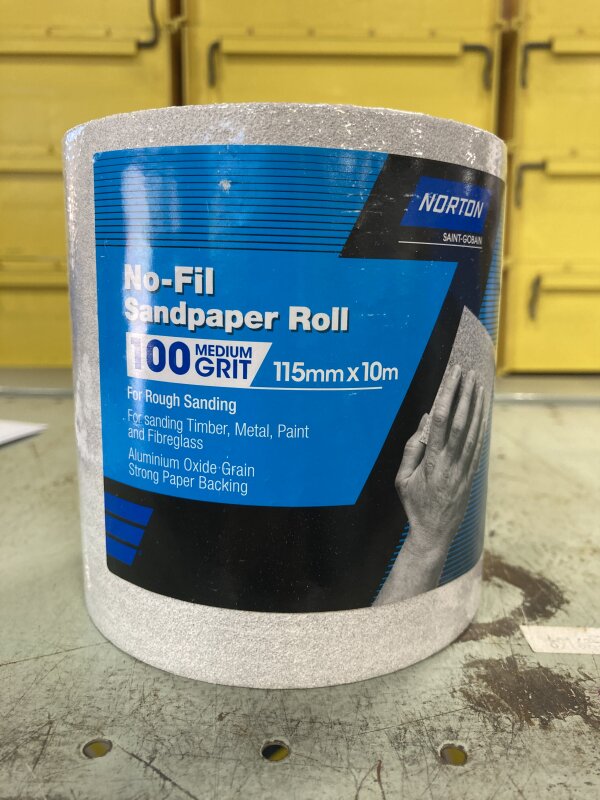 NORTON
SAINT-GOBAIN
No-Fil
Sandpaper Roll
100 MEDIUM GRIT 115mm x 10m
For Rough Sanding
For sanding Timber, Metal, Paint
and Fibreglass
Aluminium Oxide Grain
Strong Paper Backing